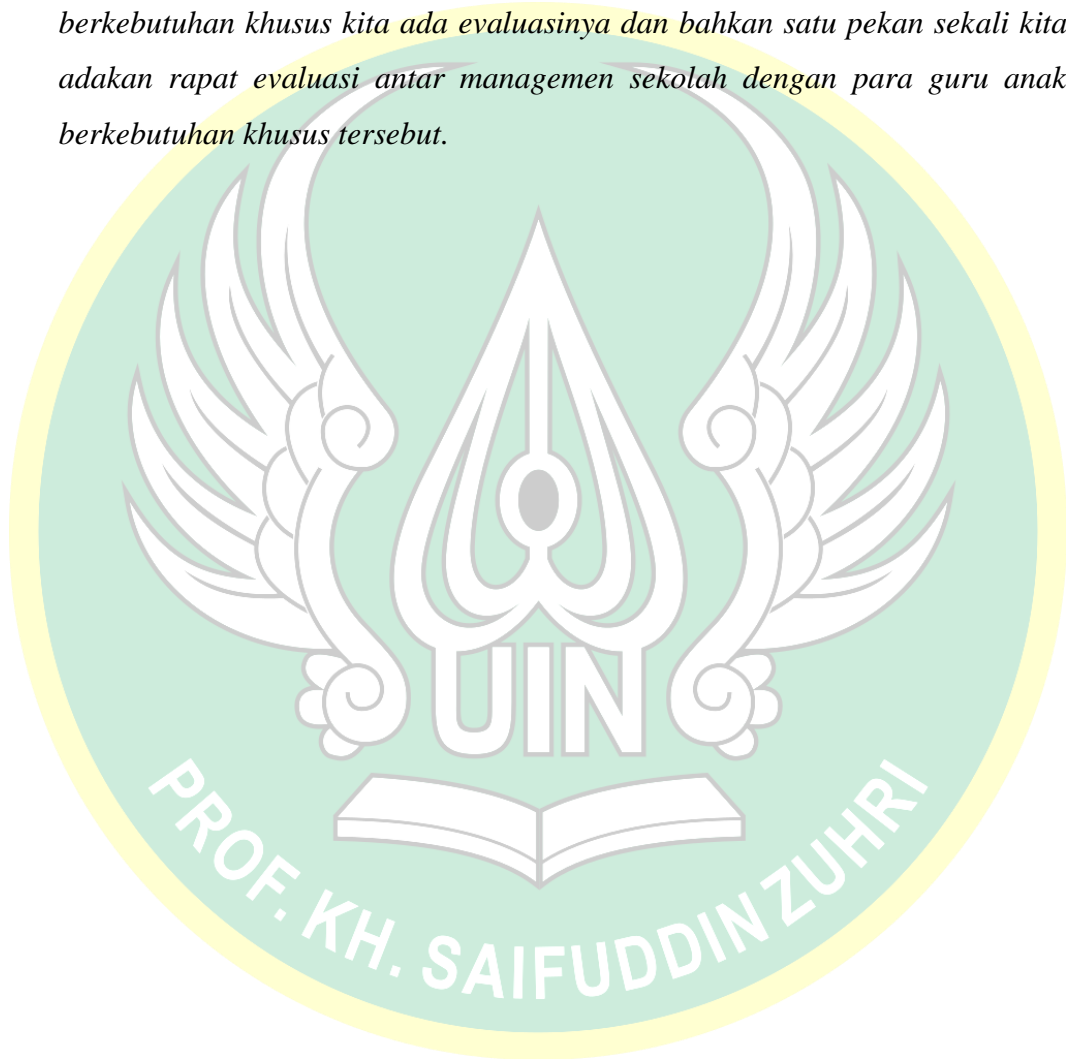 berkebutuhan khusus kita ada evaluasinya dan bahkan satu pekan sekali kita
adakan rapat evaluasi antar managemen sekolah dengan para guru anak
berkebutuhan khusus tersebut.
UIN
PROF. KH. SAIFUDDIN ZUHRI